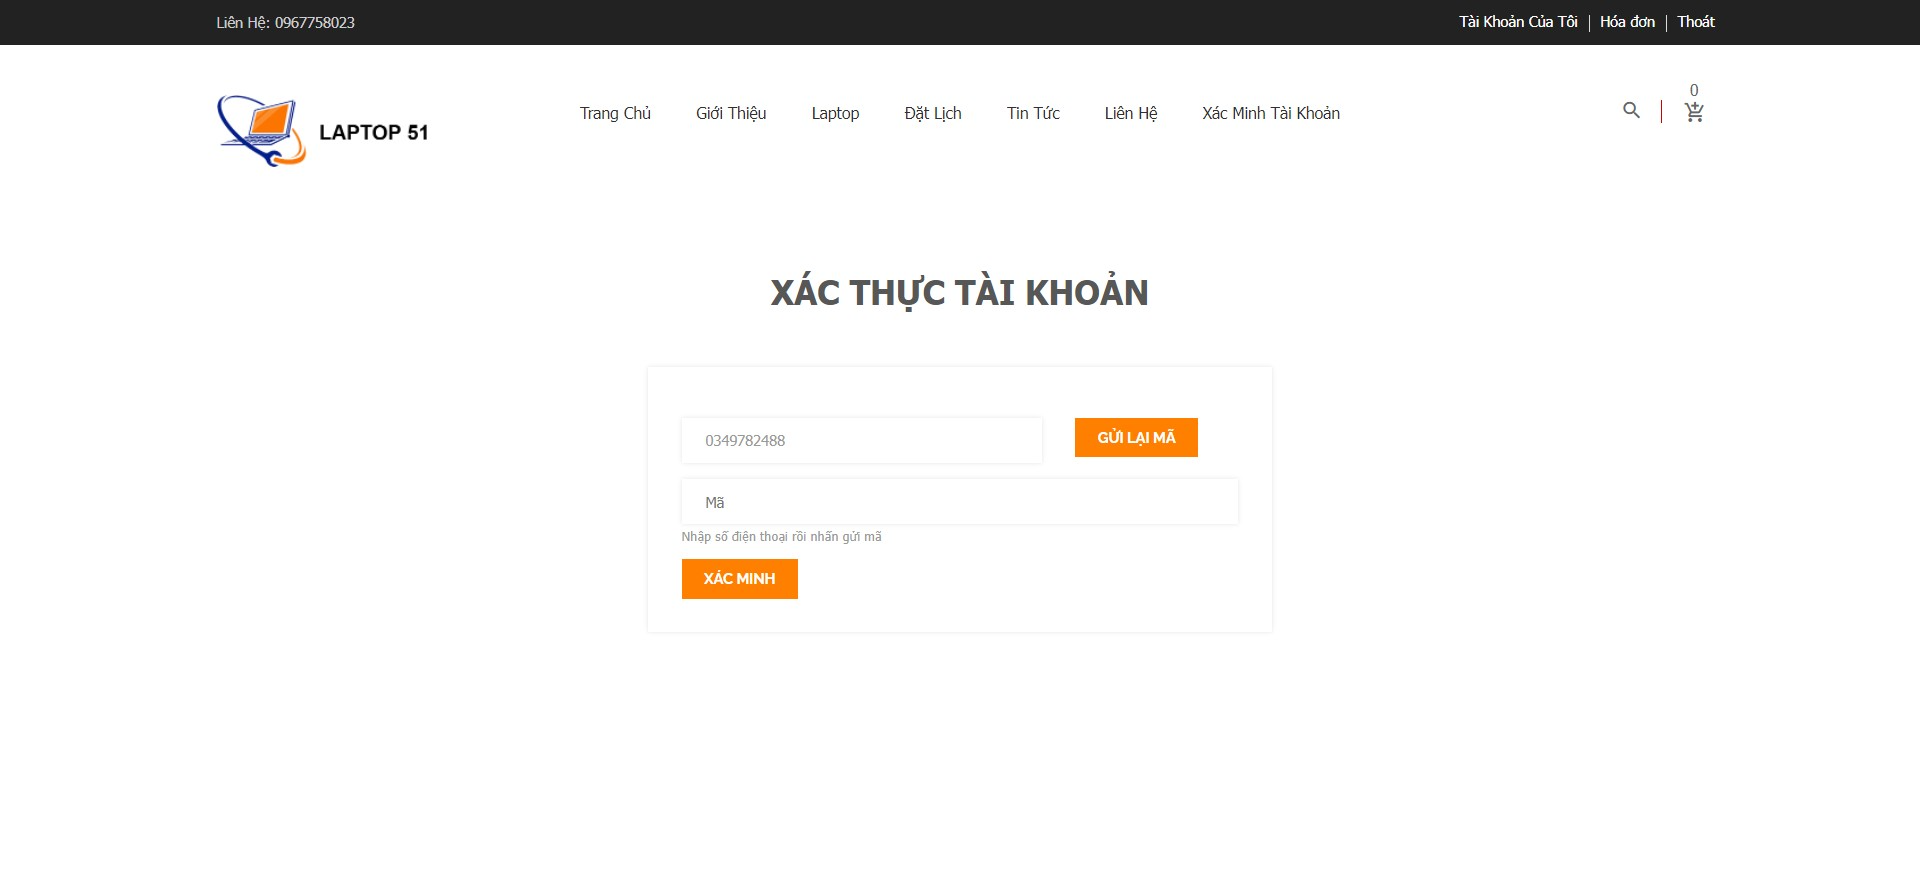 Liên Hệ: 0967758023
Tài Khoản Của Tôi | Hóa đơn | Thoát
0
LAPTOP 51
Trang Chủ Giới Thiệu Laptop Đặt Lịch Tin Tức Liên Hệ Xác Minh Tài Khoản
XÁC THỰC TÀI KHOẢN
0349782488
GỬI LẠI MÃ
Mã
Nhập số điện thoại rồi nhấn gửi mã
XÁC MINH